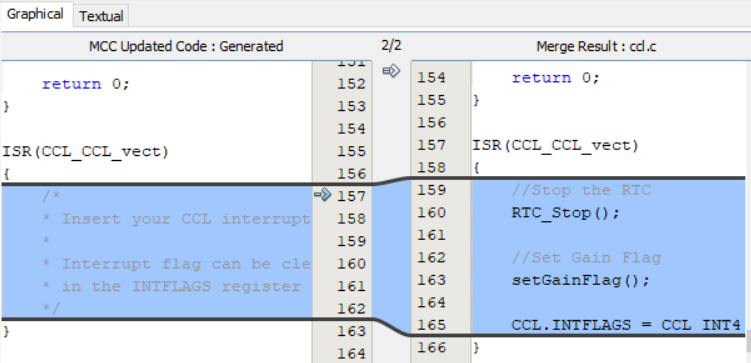 Graphical Textual
MCC Updated Code : Generated 2/2 Merge Result : ccl.c
151
152 return 0;
153 }
154
155 ISR(CCL_CCL_vect)
156 {
157 /*
158 * Insert your CCL interrupt
159 *
160 * Interrupt flag can be cle
161 * in the INTFLAGS register
162 */
163 }
164
154 return 0;
155 }
156
157 ISR(CCL_CCL_vect)
158 {
159 //Stop the RTC
160 RTC_Stop();
161
162 //Set Gain Flag
163 setGainFlag();
164
165 CCL.INTFLAGS = CCL_INT4
166 }